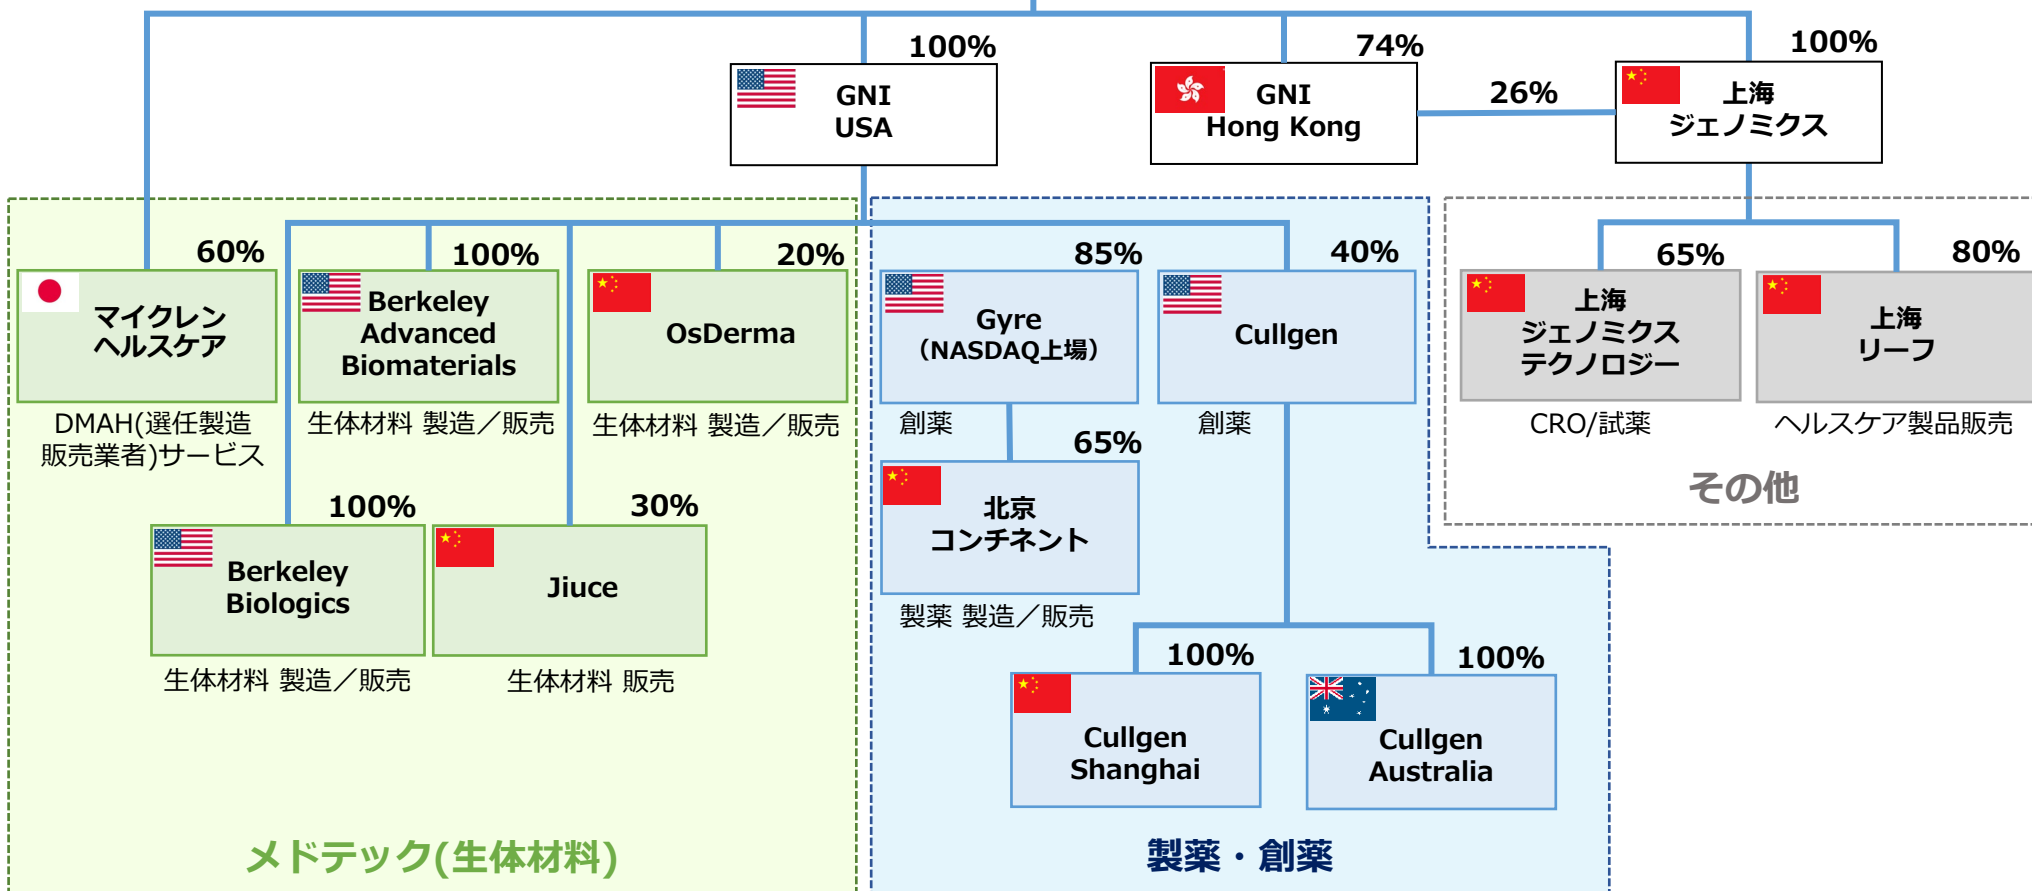 100%
74%
100%
GNI
USA
GNI
Hong Kong
26%
上海
ジェノミクス
60%
100%
20%
85%
40%
65%
80%
マイクレン
ヘルスケア
Berkeley
Advanced
Biomaterials
OsDerma
Gyre
（NASDAQ上場）
Cullgen
上海
ジェノミクス
テクノロジー
上海
リーフ
DMAH(選任製造
販売業者)サービス
生体材料 製造／販売
生体材料 製造／販売
創薬
創薬
CRO/試薬
ヘルスケア製品販売
その他
100%
30%
65%
Berkeley
Biologics
Jiuce
北京
コンチネント
生体材料 製造／販売
生体材料 販売
製薬 製造／販売
100%
100%
Cullgen
Shanghai
Cullgen
Australia
メドテック(生体材料)
製薬・創薬